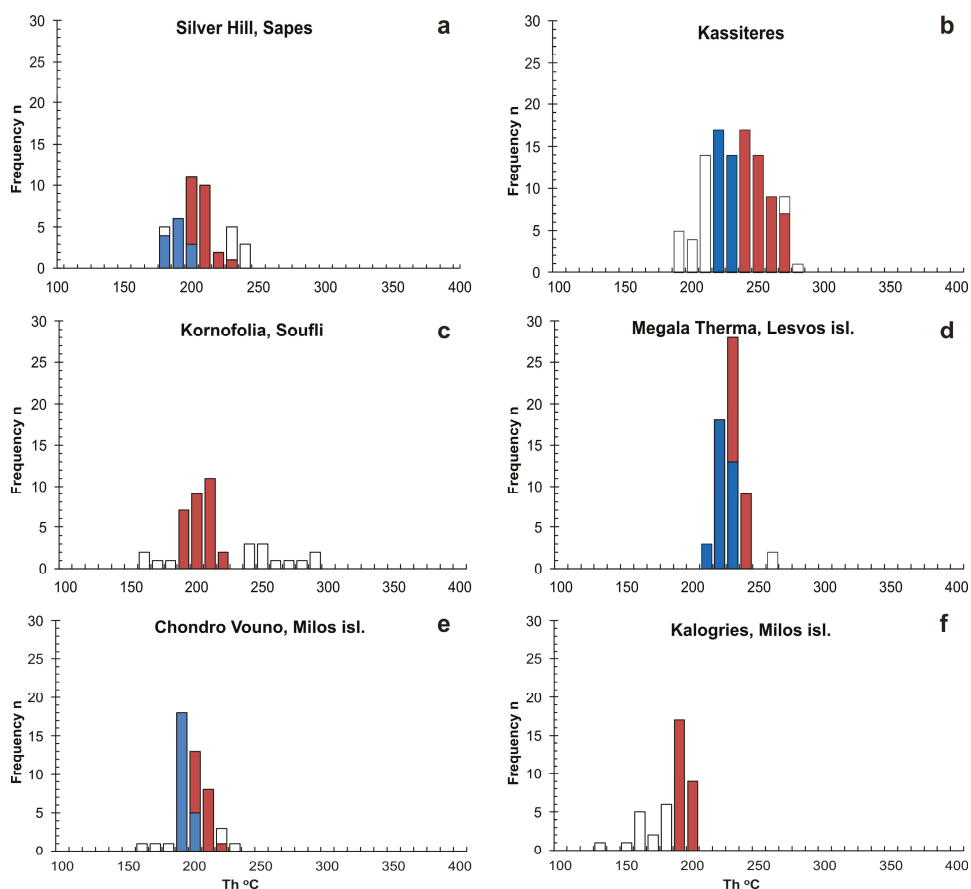 Silver Hill, Sapes
a
Frequency n
30
25
20
15
10
5
0
100 150 200 250 300 350 400
Kassiteres
b
Frequency n
30
25
20
15
10
5
0
100 150 200 250 300 350 400
Kornofolia, Soufli
c
Frequency n
30
25
20
15
10
5
0
100 150 200 250 300 350 400
Megala Therma, Lesvos isl.
d
Frequency n
30
25
20
15
10
5
0
100 150 200 250 300 350 400
Chondro Vouno, Milos isl.
e
Frequency n
30
25
20
15
10
5
0
100 150 200 250 300 350 400
Th ºC
Kalogries, Milos isl.
f
Frequency n
30
25
20
15
10
5
0
100 150 200 250 300 350 400
Th ºC